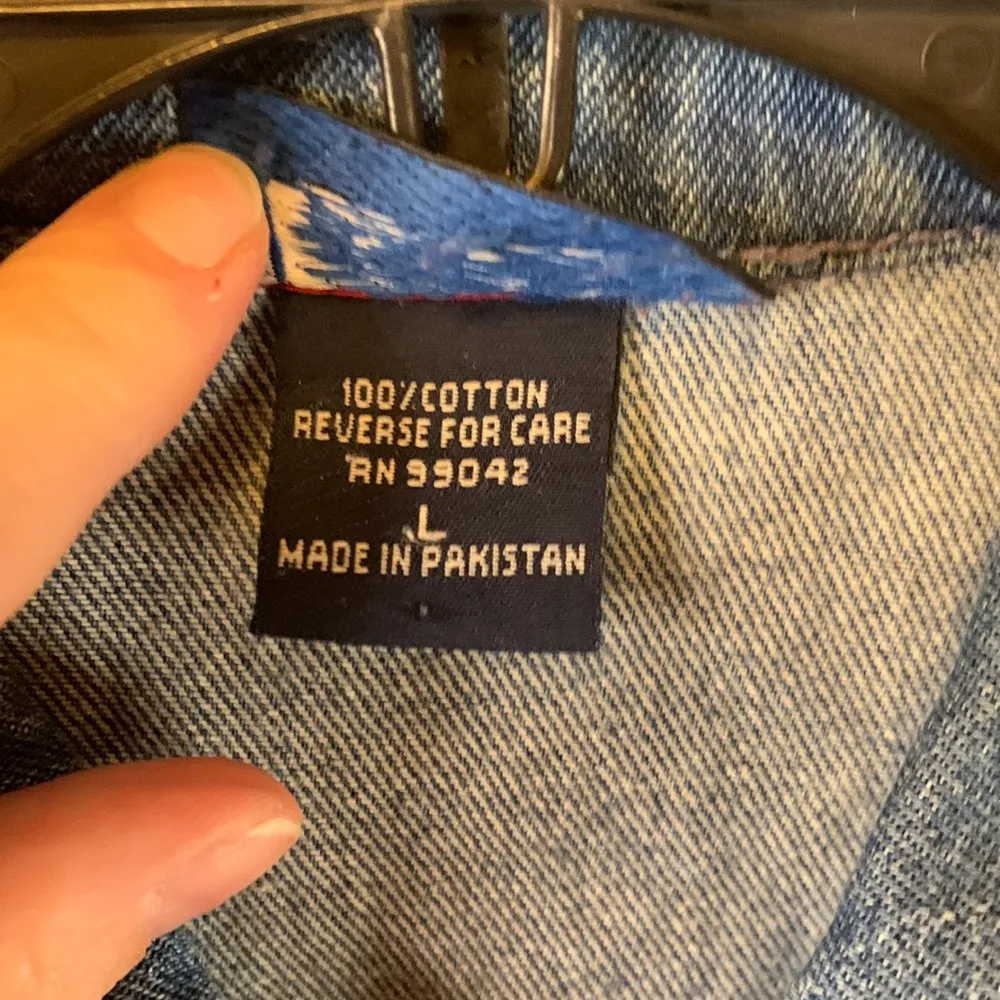 100%COTTON
REVERSE FOR CARE
RN 99042
L
MADE IN PAKISTAN